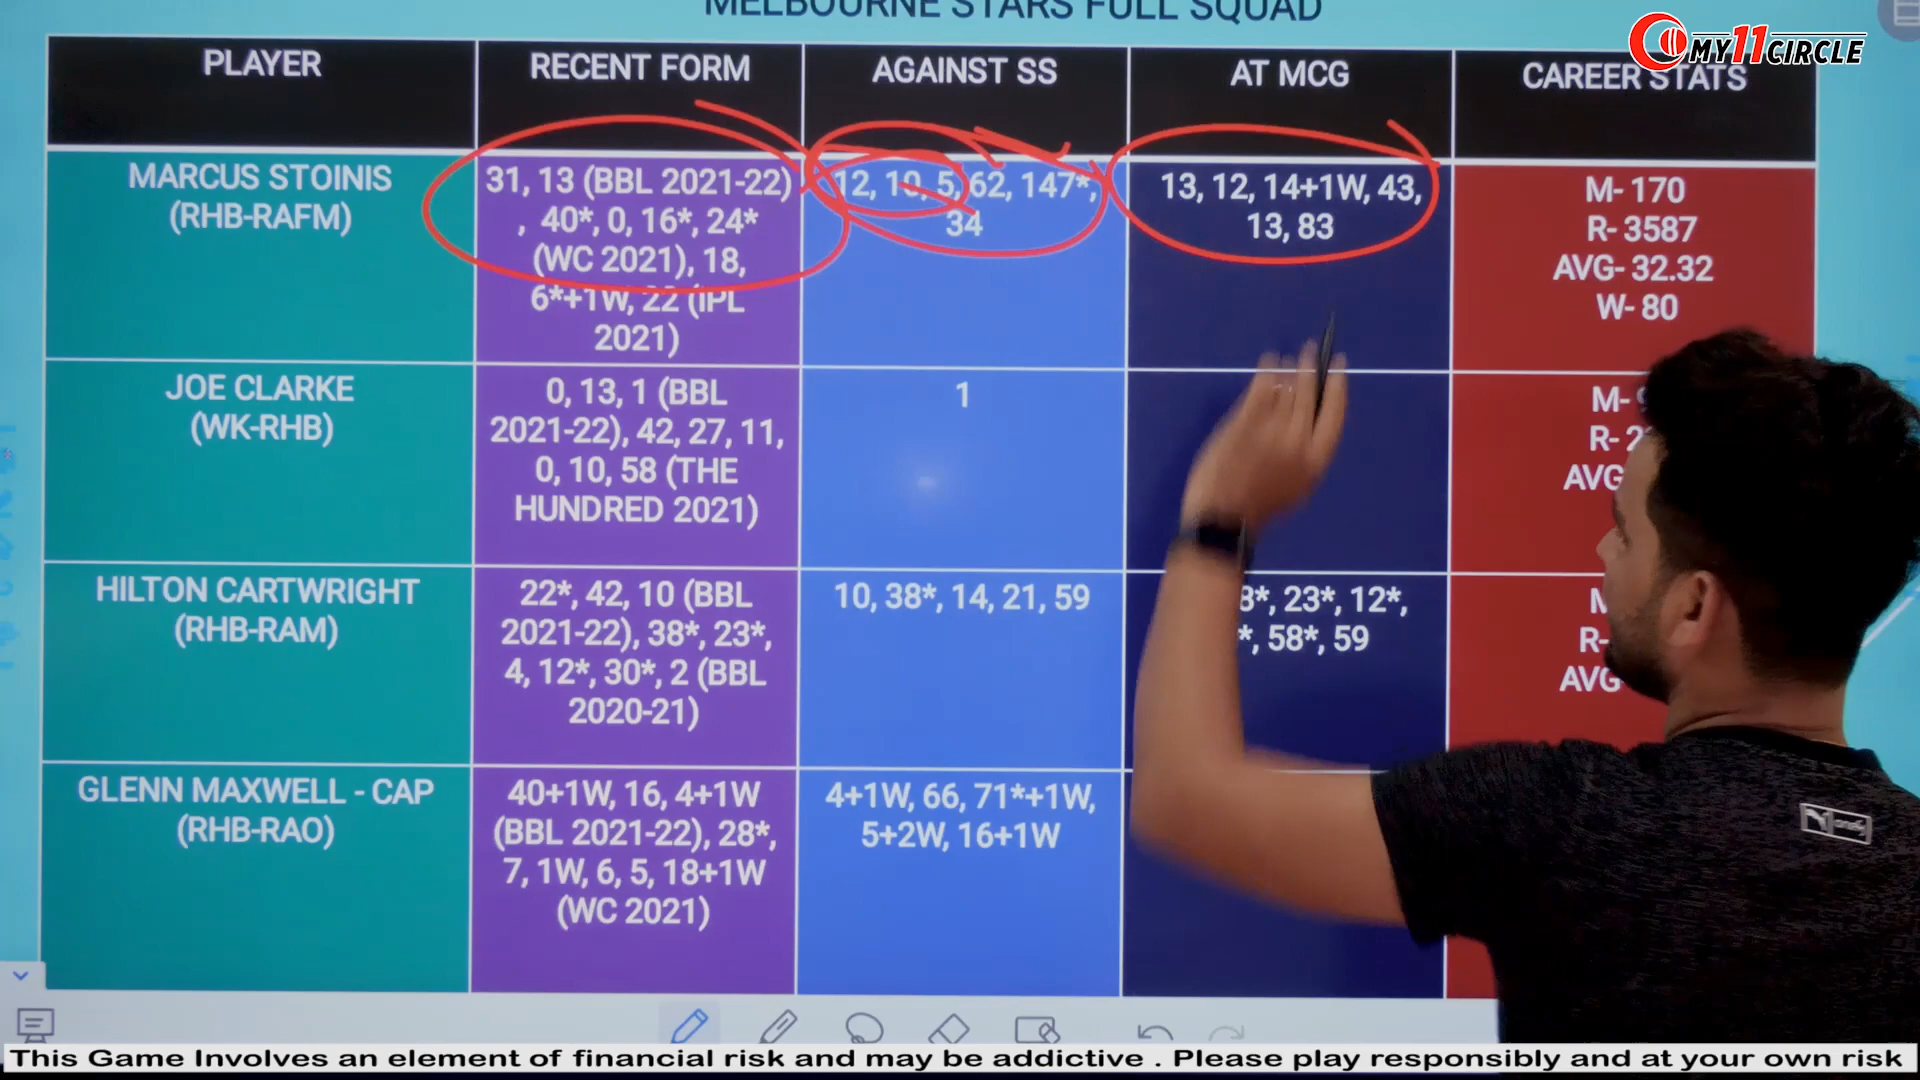 MELBOURNE STARS FULL SQUAD
MY11CIRCLE
PLAYER
RECENT FORM
AGAINST SS
AT MCG
CAREER STATS
MARCUS STOINIS
(RHB-RAFM)
31, 13 (BBL 2021-22)
, 40*, 0, 16*, 24*
(WC 2021), 18,
6*+1W, 22 (IPL
2021)
12, 10, 5, 62, 147*,
34
13, 12, 14+1W, 43,
13, 83
M- 170
R- 3587
AVG- 32.32
W- 80
JOE CLARKE
(WK-RHB)
0, 13, 1 (BBL
2021-22), 42, 27, 11,
0, 10, 58 (THE
HUNDRED 2021)
1
M-
R-
AVG
HILTON CARTWRIGHT
(RHB-RAM)
22*, 42, 10 (BBL
2021-22), 38*, 23*,
4, 12*, 30*, 2 (BBL
2020-21)
10, 38*, 14, 21, 59
8*, 23*, 12*,
*, 58*, 59
R-
AVG
GLENN MAXWELL - CAP
(RHB-RAO)
40+1W, 16, 4+1W
(BBL 2021-22), 28*,
7, 1W, 6, 5, 18+1W
(WC 2021)
4+1W, 66, 71*+1W,
5+2W, 16+1W
This Game Involves an element of financial risk and may be addictive . Please play responsibly and at your own risk